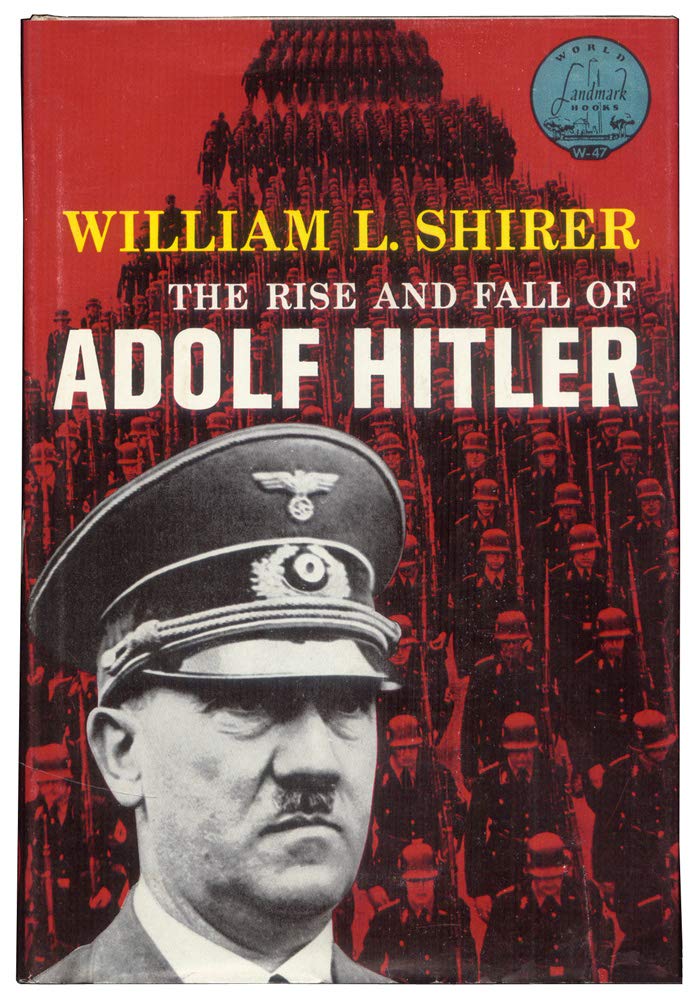 WORLD
Landmark
BOOKS
W-47
WILLIAM L. SHIRER
THE RISE AND FALL OF
ADOLF HITLER